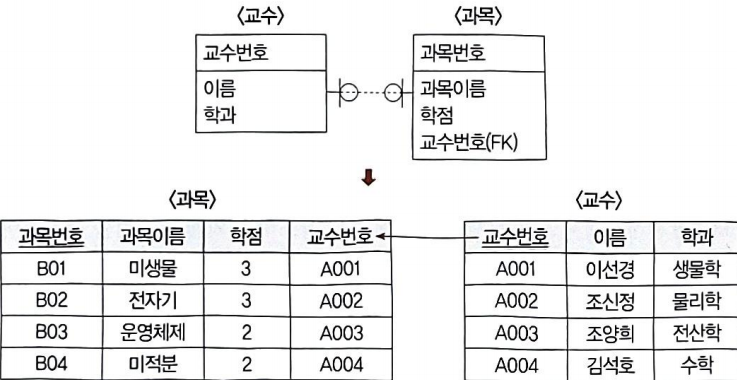 〈교수〉 〈과목〉
교수번호 과목번호
이름 과목이름
학과 학점
교수번호(FK)
〈과목〉 〈교수〉
과목번호 과목이름 학점 교수번호 교수번호 이름 학과
B01 미생물 3 A001 A001 이선경 생물학
B02 전자기 3 A002 A002 조신정 물리학
B03 운영체제 2 A003 A003 조양희 전산학
B04 미적분 2 A004 A004 김석호 수학